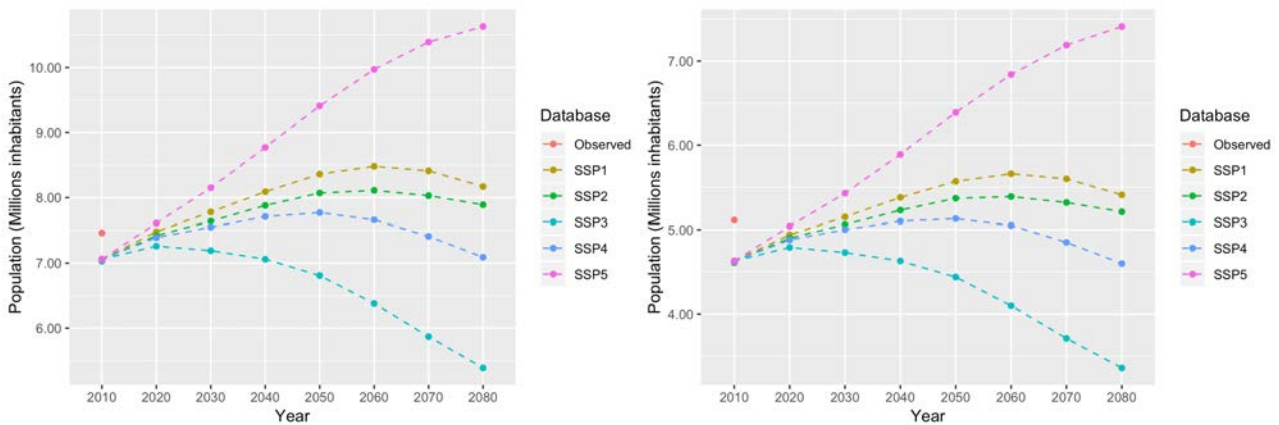 Population (Millions inhabitants)
10.00
9.00
8.00
7.00
6.00
2010 2020 2030 2040 2050 2060 2070 2080
Year
Database
Observed
SSP1
SSP2
SSP3
SSP4
SSP5
Population (Millions inhabitants)
7.00
6.00
5.00
4.00
2010 2020 2030 2040 2050 2060 2070 2080
Year
Database
Observed
SSP1
SSP2
SSP3
SSP4
SSP5